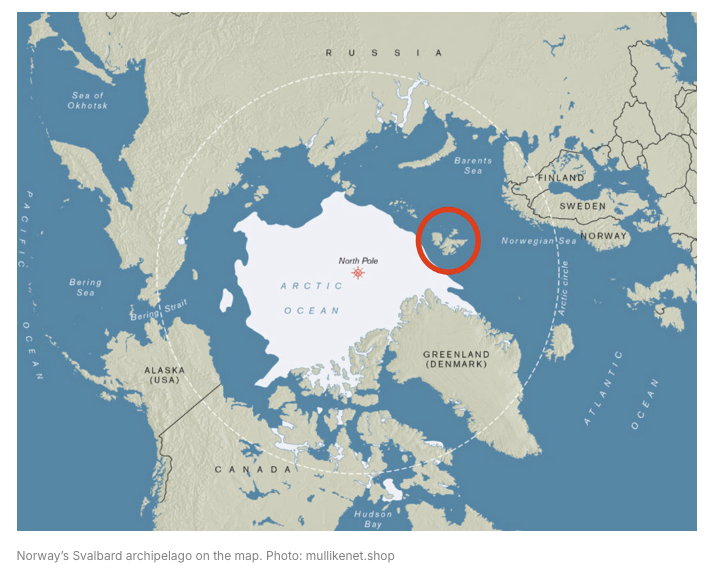 R U S S I A
Sea of
Okhotsk
Barents
Sea
FINLAND
SWEDEN
NORWAY
Norwegian Sea
PACIFIC OCEAN
North Pole
ARCTIC
OCEAN
Arctic circle
Bering
Sea
Bering Strait
GREENLAND
(DENMARK)
ALASKA
(USA)
ATLANTIC
OCEAN
CANADA
Hudson
Bay
Norway’s Svalbard archipelago on the map. Photo: mullikenet.shop